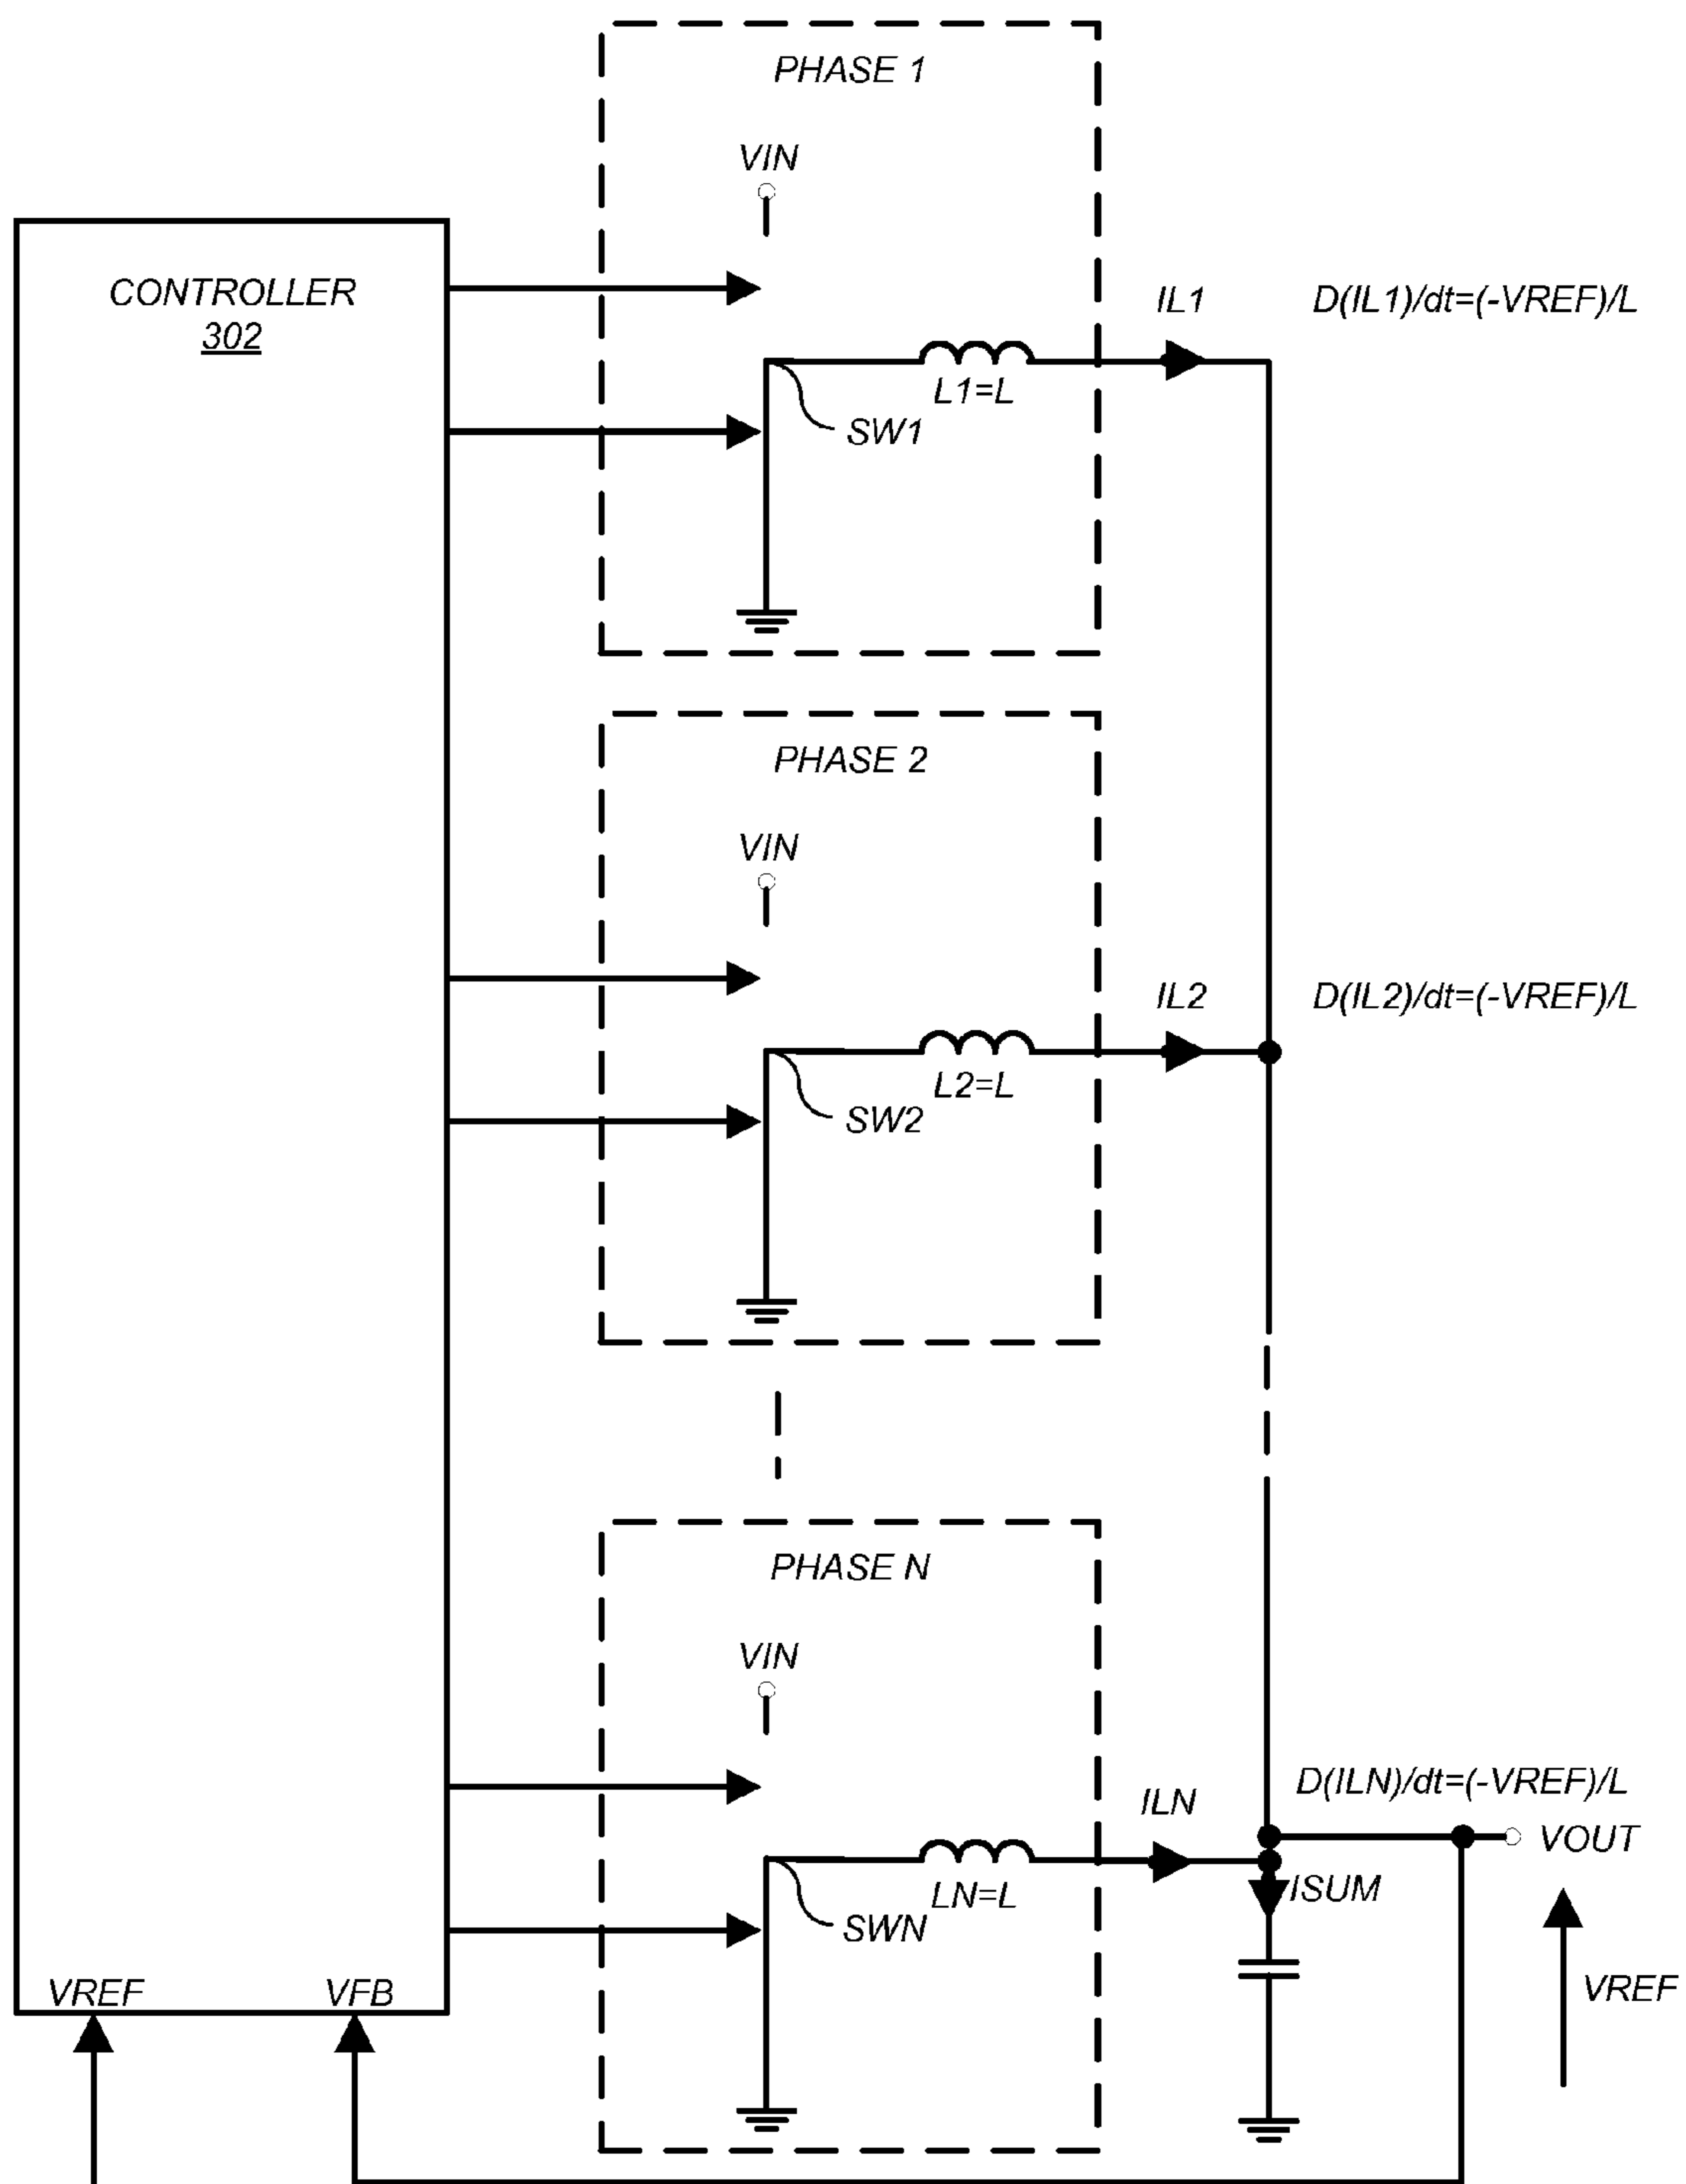 PHASE 1
VIN
CONTROLLER
302
IL1
D(IL1)/dt=(-VREF)/L
L1=L
SW1
PHASE 2
VIN
IL2
D(IL2)/dt=(-VREF)/L
L2=L
SW2
PHASE N
VIN
ILN
D(ILN)/dt=(-VREF)/L
VOUT
LN=L
ISUM
SWN
VREF
VFB
VREF